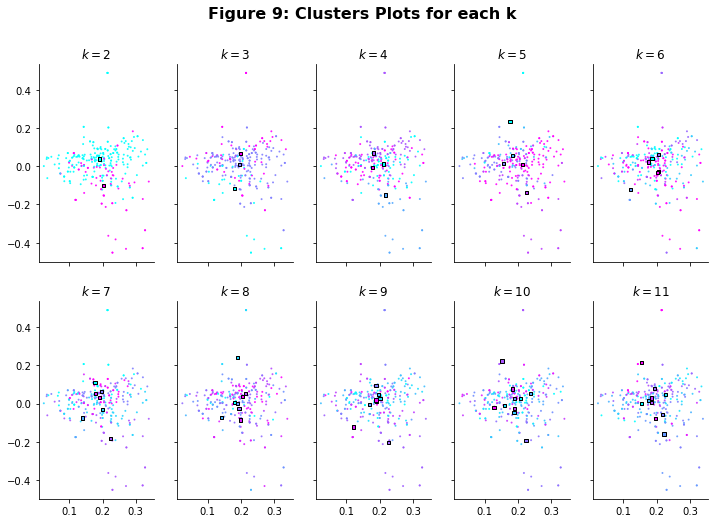 Figure 9: Clusters Plots for each k
k = 2
k = 3
k = 4
k = 5
k = 6
0.4
0.2
0.0
−0.2
−0.4
k = 7
k = 8
k = 9
k = 10
k = 11
0.4
0.2
0.0
−0.2
−0.4
0.1 0.2 0.3
0.1 0.2 0.3
0.1 0.2 0.3
0.1 0.2 0.3
0.1 0.2 0.3